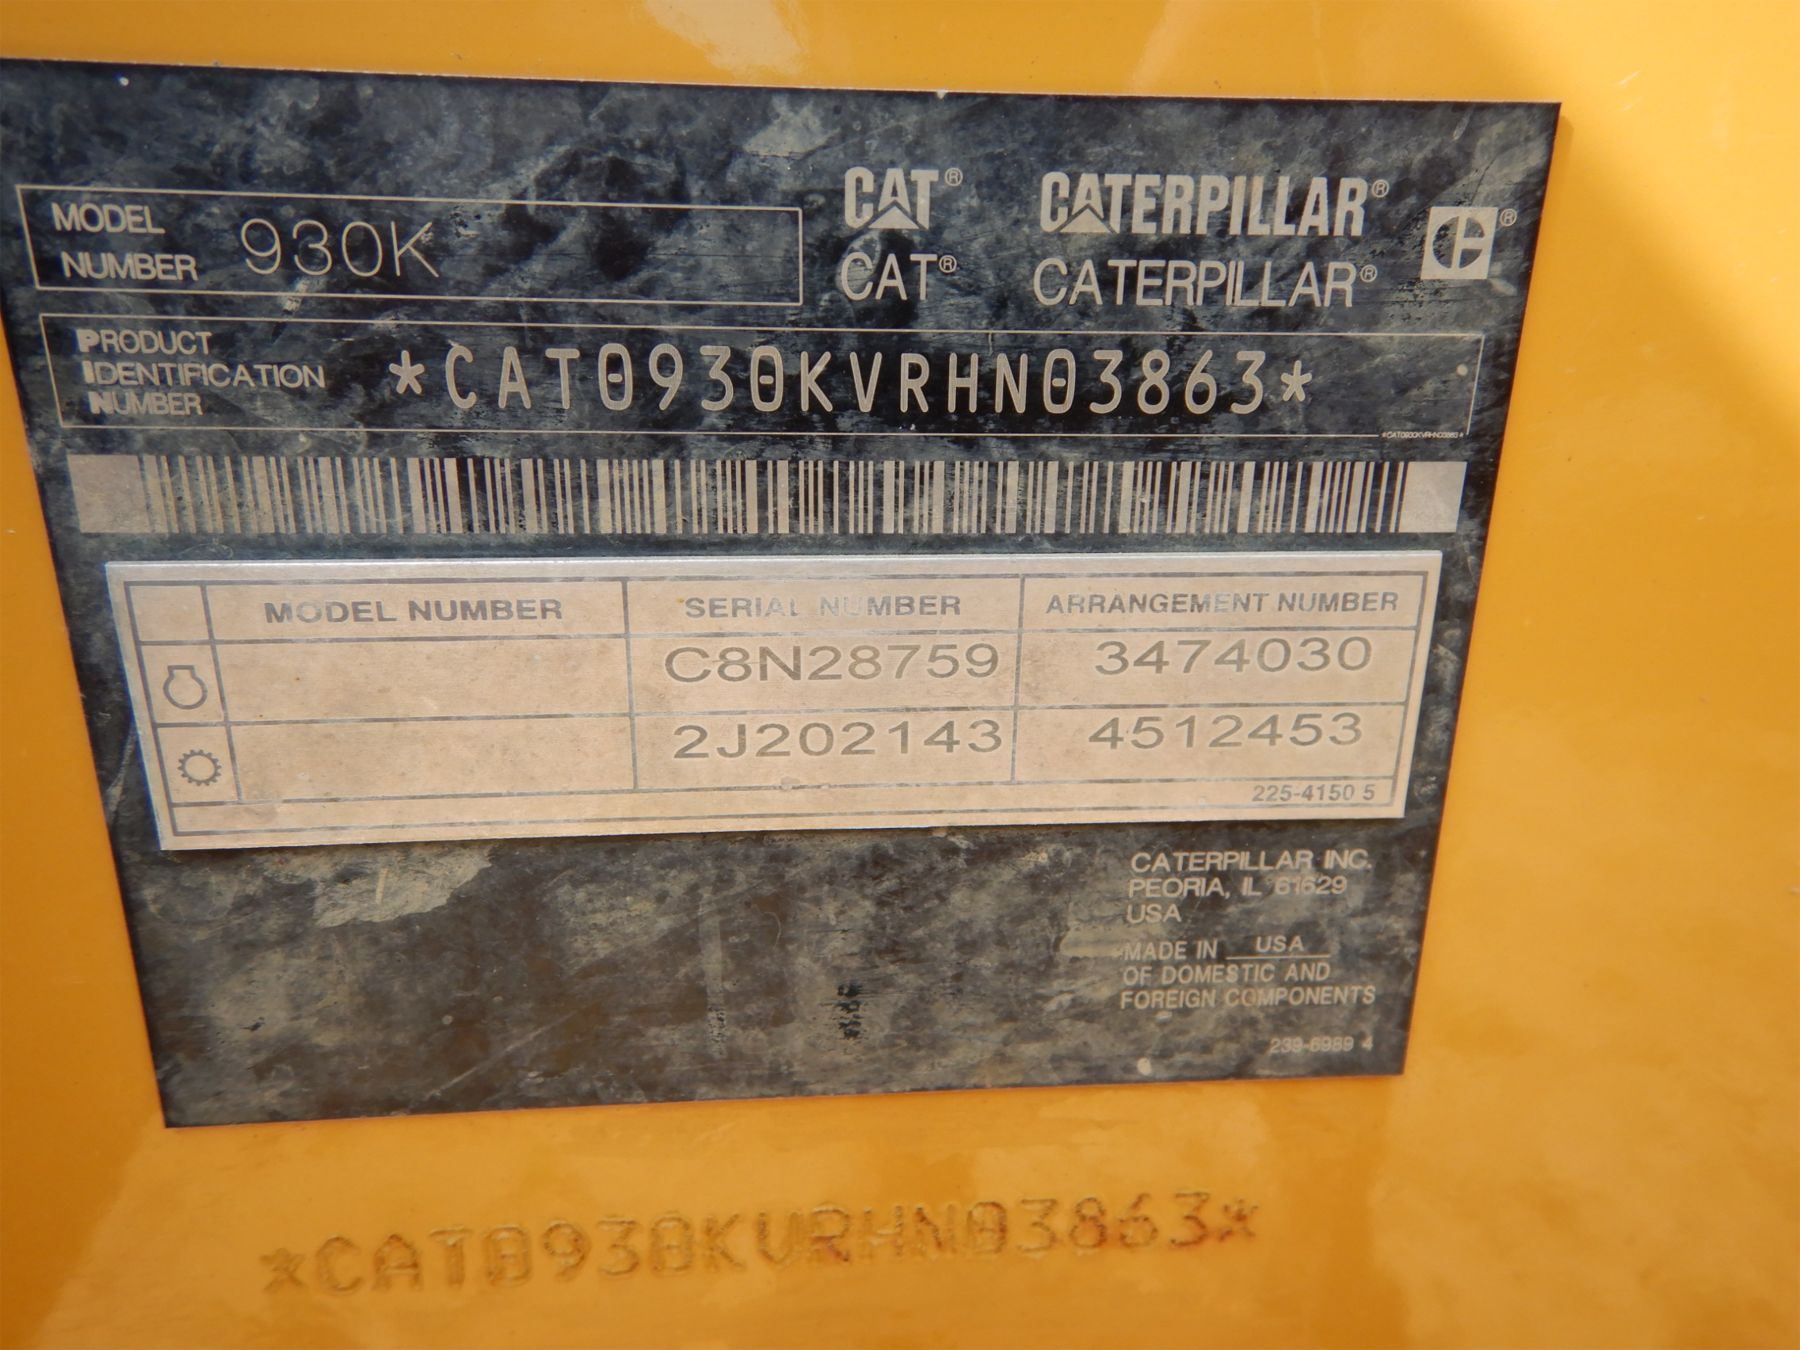 MODEL
NUMBER 930K
CAT® CATERPILLAR® ®
CAT® CATERPILLAR®
PRODUCT
IDENTIFICATION
NUMBER
*CAT0930KVRHN03863*
*CAT0930KVRHN03863*
MODEL NUMBER SERIAL NUMBER ARRANGEMENT NUMBER
C8N28759 3474030
2J202143 4512453
225-4150 5
CATERPILLAR INC.
PEORIA, IL 61629
USA
MADE IN USA
OF DOMESTIC AND
FOREIGN COMPONENTS
239-6989 4
*CAT0930KVRHN03863*